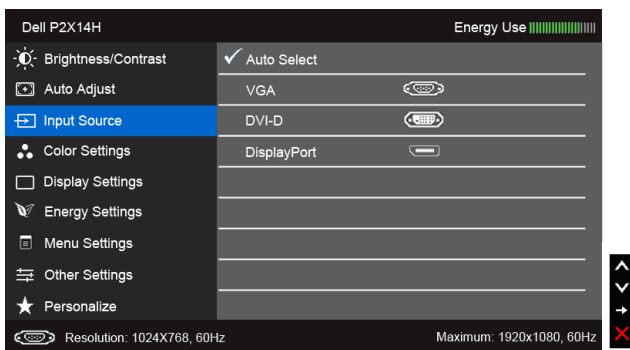 Dell P2X14H Energy Use
Brightness/Contrast Auto Select
Auto Adjust VGA
Input Source DVI-D
Color Settings DisplayPort
Display Settings
Energy Settings
Menu Settings
Other Settings
Personalize
Resolution: 1024X768, 60Hz Maximum: 1920x1080, 60Hz